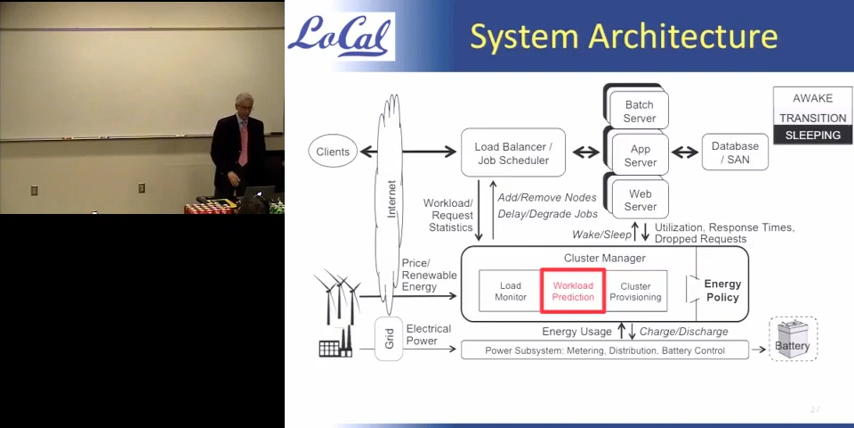 LoCal
System Architecture
AWAKE
TRANSITION
SLEEPING
Batch
Server
Clients
Load Balancer /
Job Scheduler
App
Server
Database
/ SAN
Internet
Web
Server
Workload/
Request
Statistics
Add/Remove Nodes
Delay/Degrade Jobs
Wake/Sleep
Utilization, Response Times,
Dropped Requests
Cluster Manager
Price/
Renewable
Energy
Load
Monitor
Workload
Prediction
Cluster
Provisioning
Energy
Policy
Grid
Electrical
Power
Energy Usage
Charge/Discharge
Power Subsystem: Metering, Distribution, Battery Control
Battery